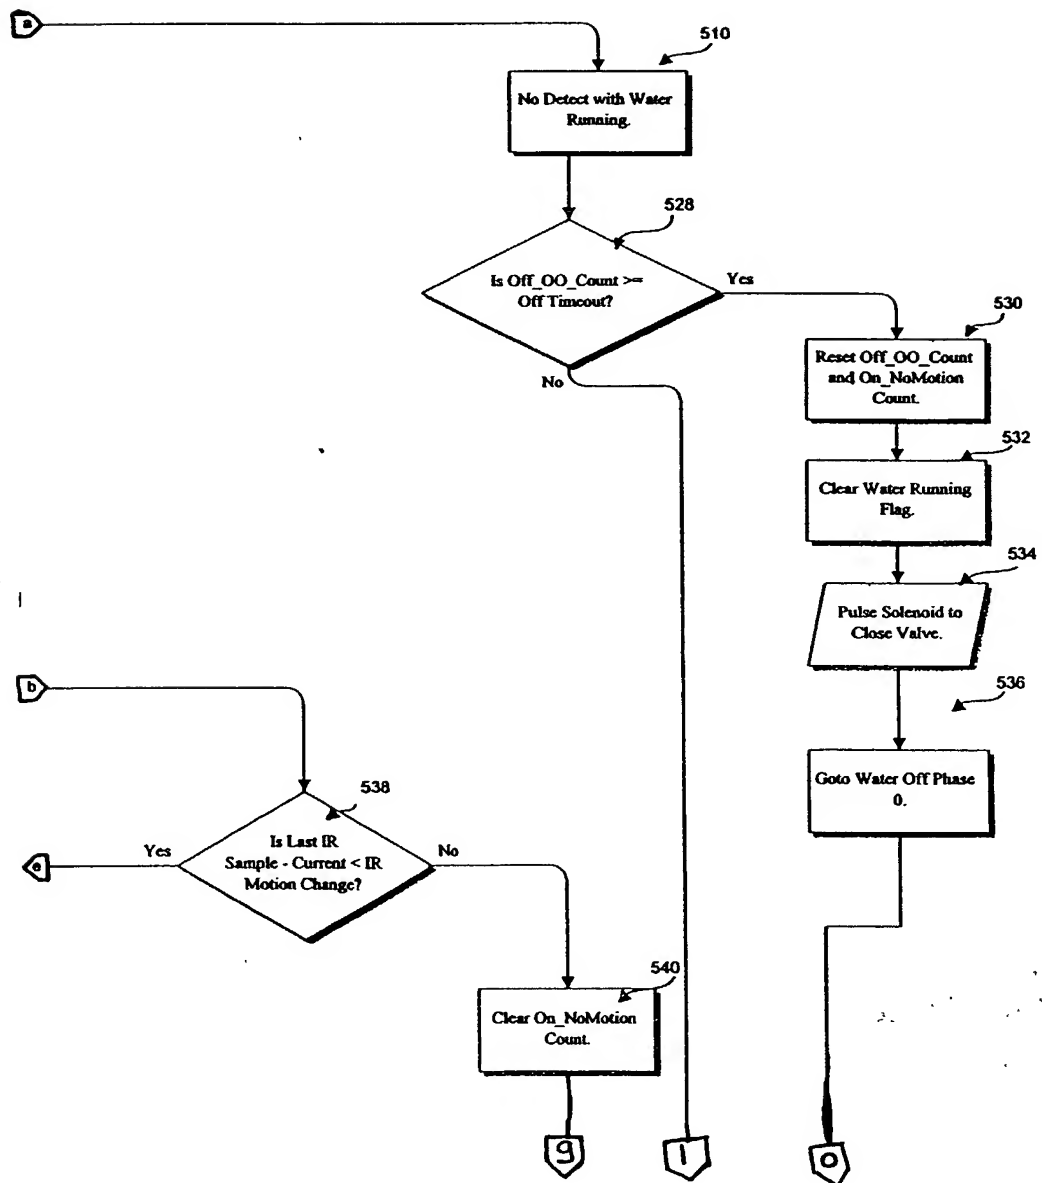 a
510
No Detect with Water
Running.
528
Is Off_OO_Count >=
Off Timeout?
Yes
No
530
Reset Off_OO_Count
and On_NoMotion
Count.
532
Clear Water Running
Flag.
534
Pulse Solenoid to
Close Valve.
536
Goto Water Off Phase
0.
b
538
Is Last IR
Sample - Current < IR
Motion Change?
Yes
No
e
540
Clear On_NoMotion
Count.
g
l
o